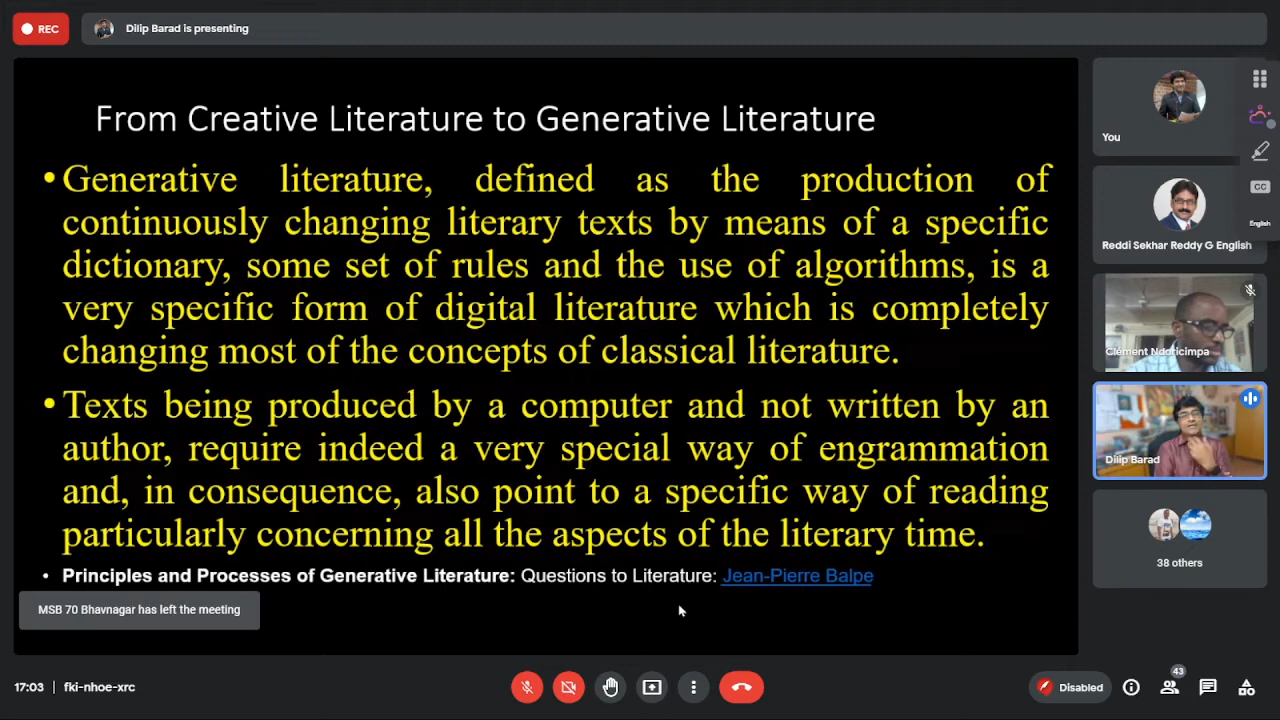 REC
Dilip Barad is presenting
From Creative Literature to Generative Literature
•Generative literature, defined as the production of
continuously changing literary texts by means of a specific
dictionary, some set of rules and the use of algorithms, is a
very specific form of digital literature which is completely
changing most of the concepts of classical literature.
•Texts being produced by a computer and not written by an
author, require indeed a very special way of engrammation
and, in consequence, also point to a specific way of reading
particularly concerning all the aspects of the literary time.
• Principles and Processes of Generative Literature: Questions to Literature: Jean-Pierre Balpe
MSB 70 Bhavnagar has left the meeting
You
Reddi Sekhar Reddy G English
Clément Ndoricimpa
Dilip Barad
38 others
CC
English
17:03 | fki-nhoe-xrc
Disabled
43